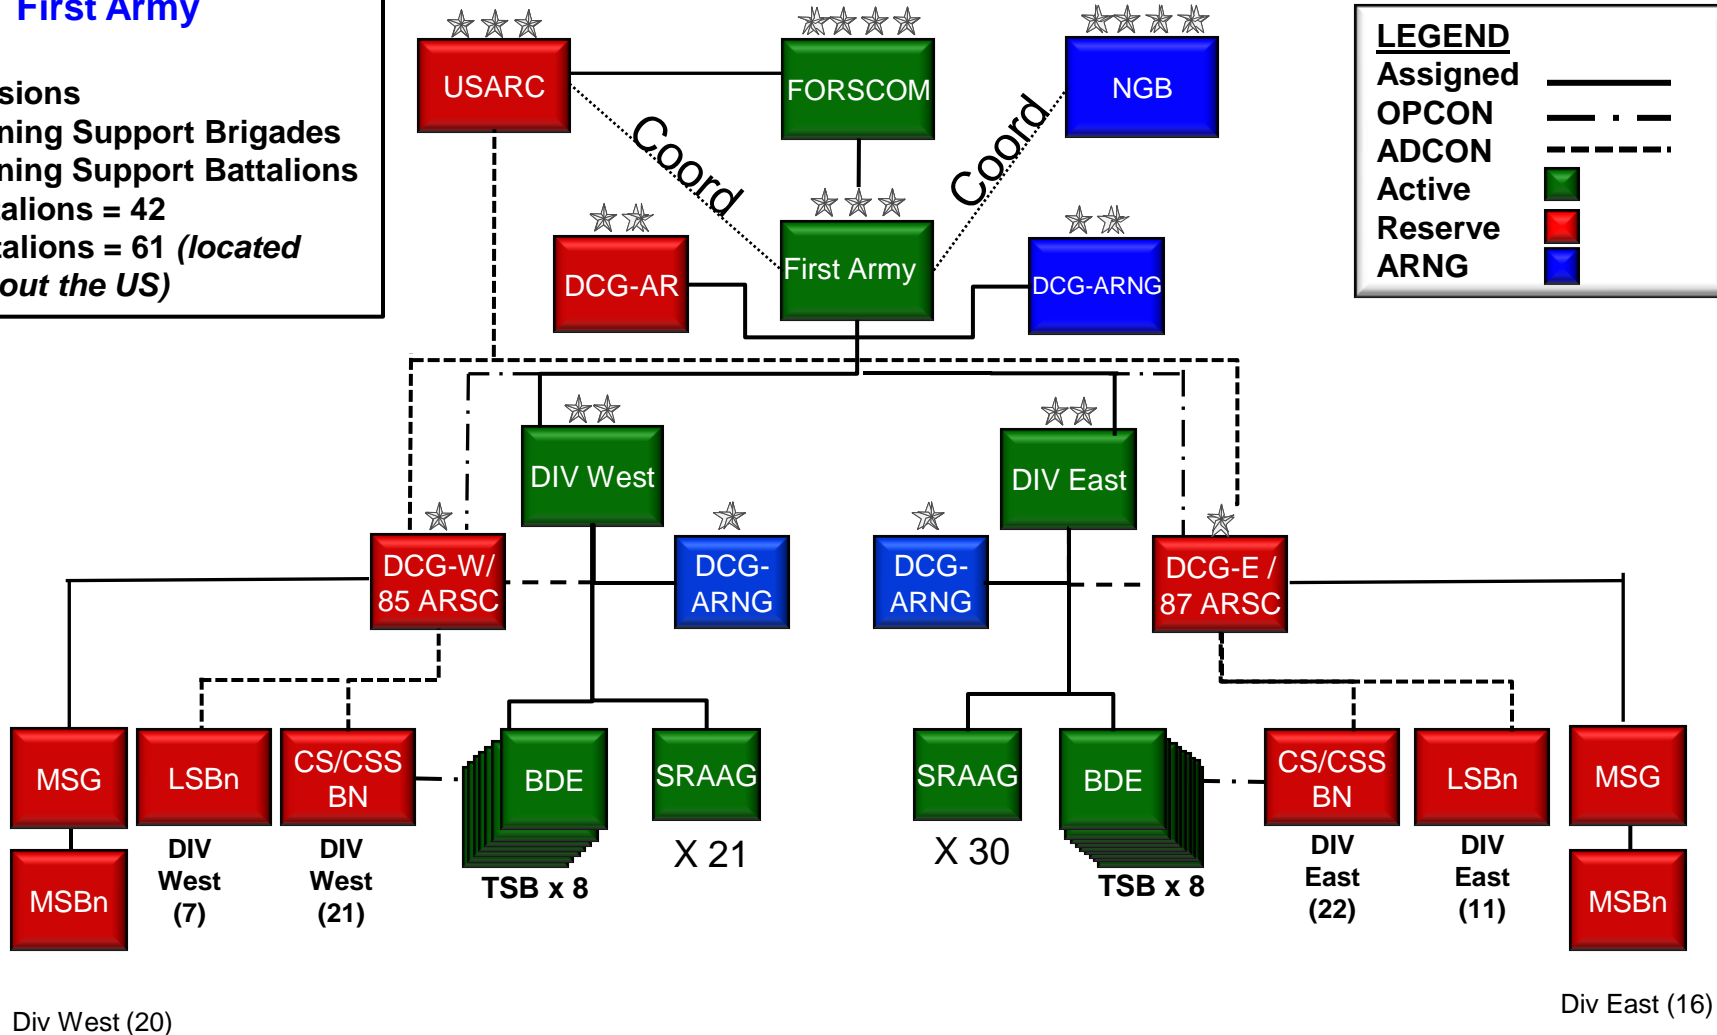 First Army
sions
ning Support Brigades
ning Support Battalions
talions = 42
talions = 61 (located
out the US)
USARC
FORSCOM
NGB
Coord
Coord
LEGEND
Assigned
OPCON
ADCON
Active
Reserve
ARNG
DCG-AR
First Army
DCG-ARNG
DIV West
DIV East
DCG-W/
85 ARSC
DCG-
ARNG
DCG-
ARNG
DCG-E /
87 ARSC
MSG
LSBn
CS/CSS
BN
BDE
SRAAG
SRAAG
BDE
CS/CSS
BN
LSBn
MSG
MSBn
DIV
West
(7)
DIV
West
(21)
TSB x 8
X 21
X 30
TSB x 8
DIV
East
(22)
DIV
East
(11)
MSBn
Div West (20)
Div East (16)